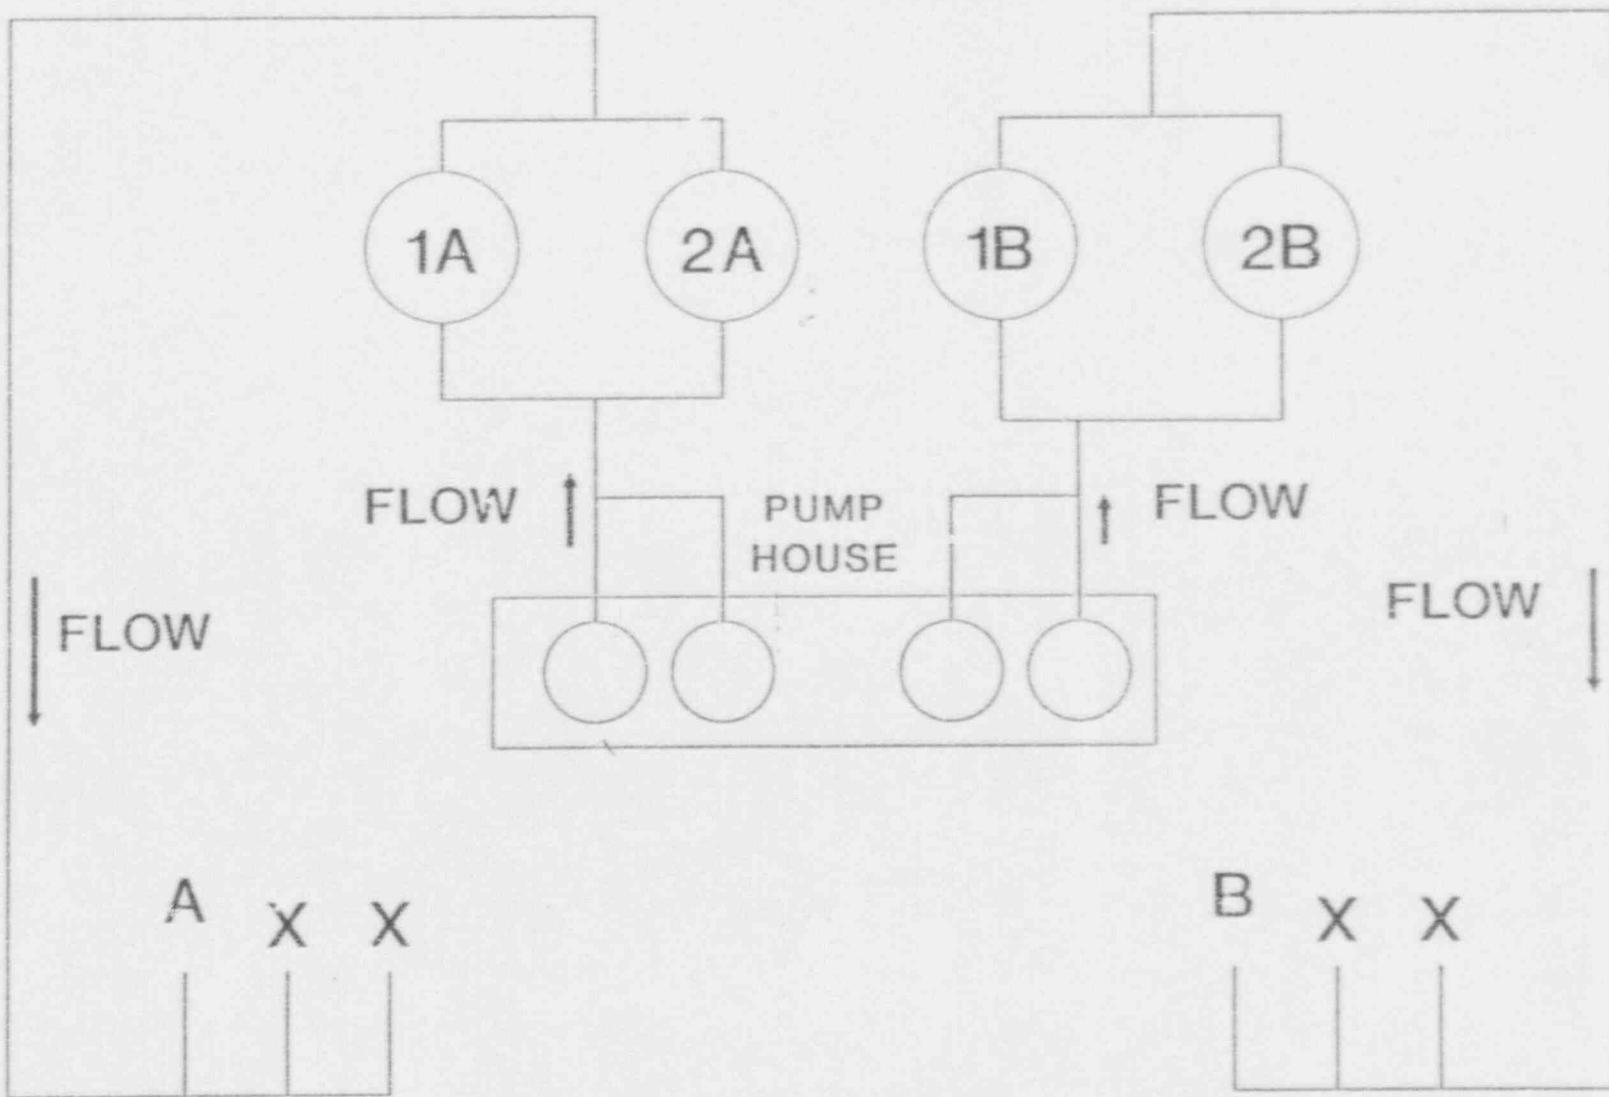 1A
2A
1B
2B
FLOW
PUMP
HOUSE
FLOW
FLOW
FLOW
A X X
B X X